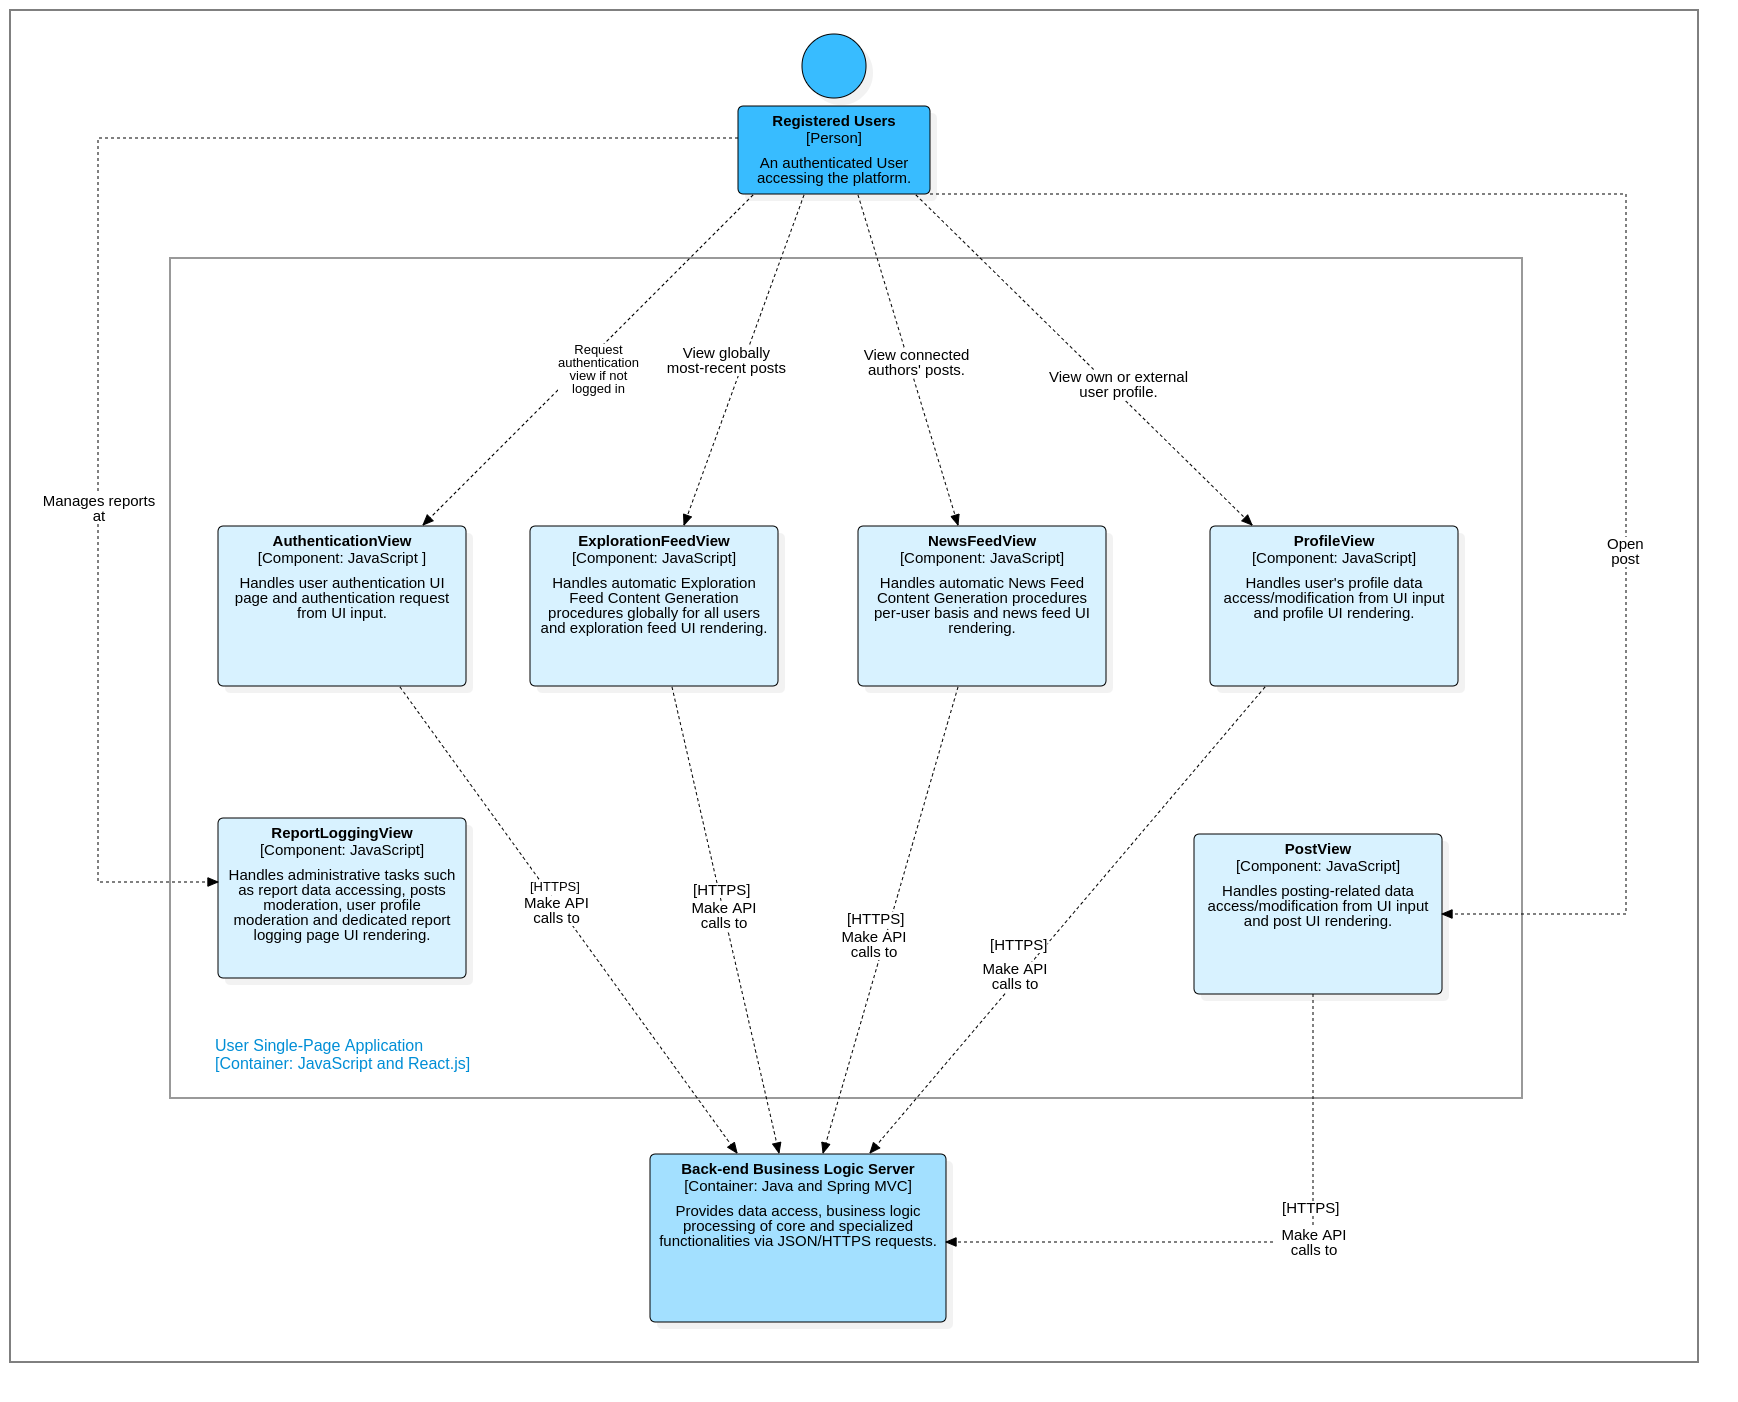 Registered Users
[Person]
An authenticated User
accessing the platform.
Request
authentication
view if not
logged in
View globally
most-recent posts
View connected
authors' posts.
View own or external
user profile.
Manages reports
at
Open
post
AuthenticationView
[Component: JavaScript ]
Handles user authentication UI
page and authentication request
from UI input.
ExplorationFeedView
[Component: JavaScript]
Handles automatic Exploration
Feed Content Generation
procedures globally for all users
and exploration feed UI rendering.
NewsFeedView
[Component: JavaScript]
Handles automatic News Feed
Content Generation procedures
per-user basis and news feed UI
rendering.
ProfileView
[Component: JavaScript]
Handles user's profile data
access/modification from UI input
and profile UI rendering.
ReportLoggingView
[Component: JavaScript]
Handles administrative tasks such
as report data accessing, posts
moderation, user profile
moderation and dedicated report
logging page UI rendering.
PostView
[Component: JavaScript]
Handles posting-related data
access/modification from UI input
and post UI rendering.
[HTTPS]
Make API
calls to
[HTTPS]
Make API
calls to
[HTTPS]
Make API
calls to
[HTTPS]
Make API
calls to
User Single-Page Application
[Container: JavaScript and React.js]
Back-end Business Logic Server
[Container: Java and Spring MVC]
Provides data access, business logic
processing of core and specialized
functionalities via JSON/HTTPS requests.
[HTTPS]
Make API
calls to